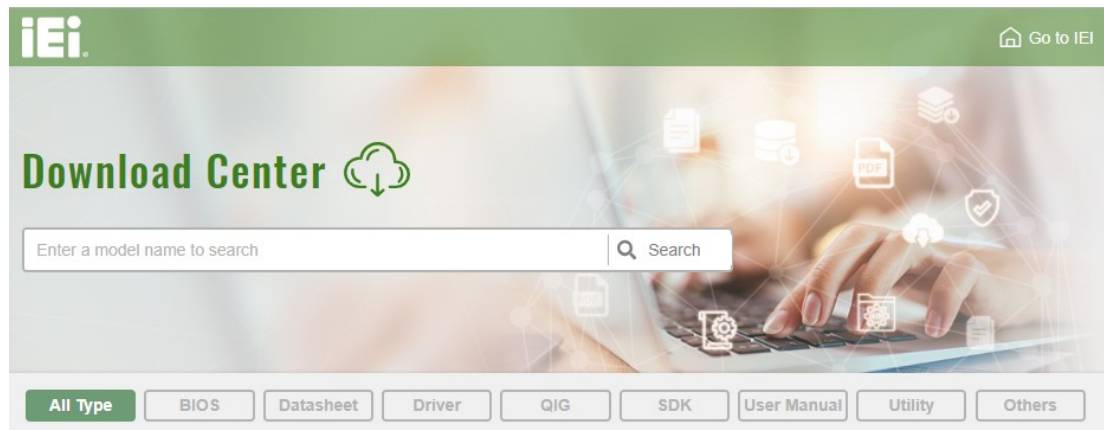 iEi
Go to IEI
Download Center
Enter a model name to search
Search
PDF
PDF
All Type
BIOS
Datasheet
Driver
QIG
SDK
User Manual
Utility
Others